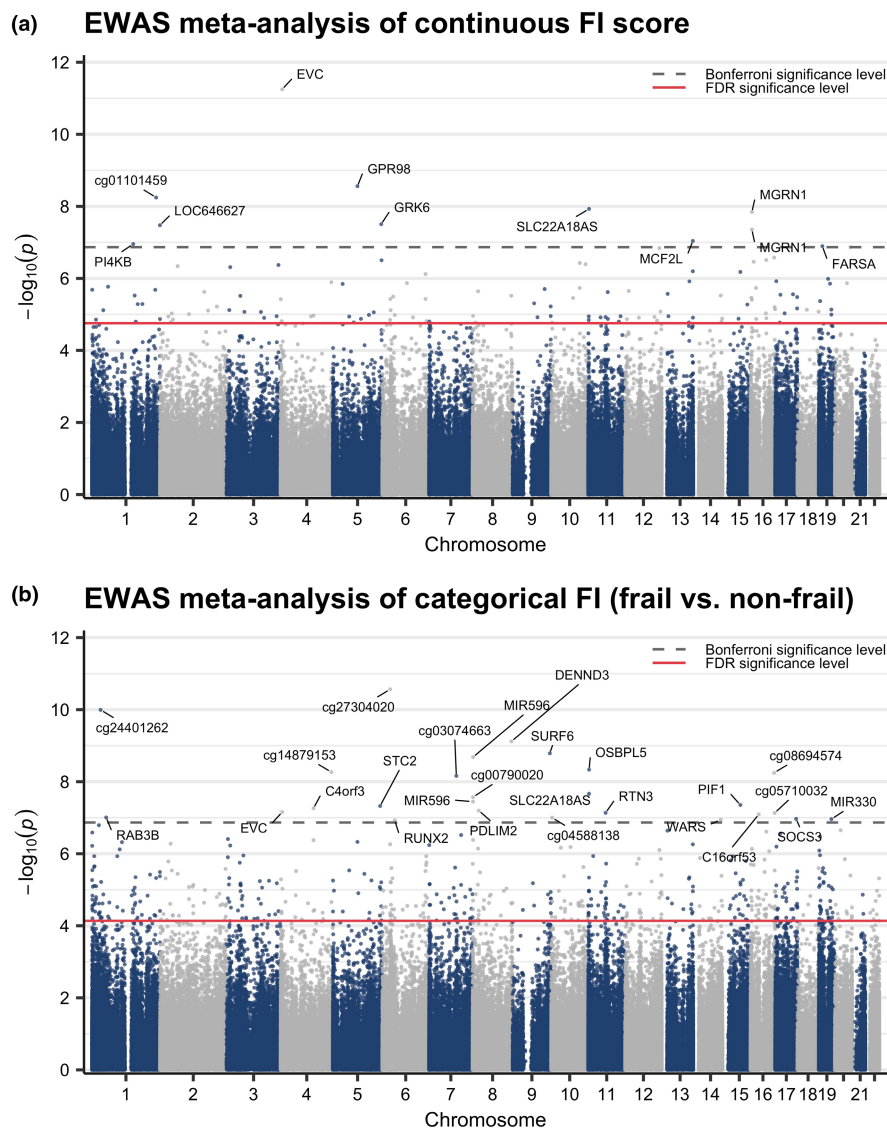 (a) EWAS meta-analysis of continuous FI score
12
10
8
6
4
2
0
−log10(p)
Bonferroni significance level
FDR significance level
EVC
GPR98
cg01101459
LOC646627
GRK6
MGRN1
SLC22A18AS
PI4KB
MCF2L
MGRN1
FARSA
1 2 3 4 5 6 7 8 9 10 11 12 13 14 15 16 17 18 19 21
Chromosome
(b) EWAS meta-analysis of categorical FI (frail vs. non-frail)
12
10
8
6
4
2
0
−log10(p)
Bonferroni significance level
FDR significance level
DENND3
cg27304020
MIR596
cg24401262
cg03074663
SURF6
cg14879153
STC2
OSBPL5
cg08694574
cg00790020
C4orf3
MIR596
SLC22A18AS
RTN3
PIF1
cg05710032
MIR330
RAB3B
EVC
RUNX2
PDLIM2
cg04588138
WARS
SOCS3
C16orf53
1 2 3 4 5 6 7 8 9 10 11 12 13 14 15 16 17 18 19 21
Chromosome